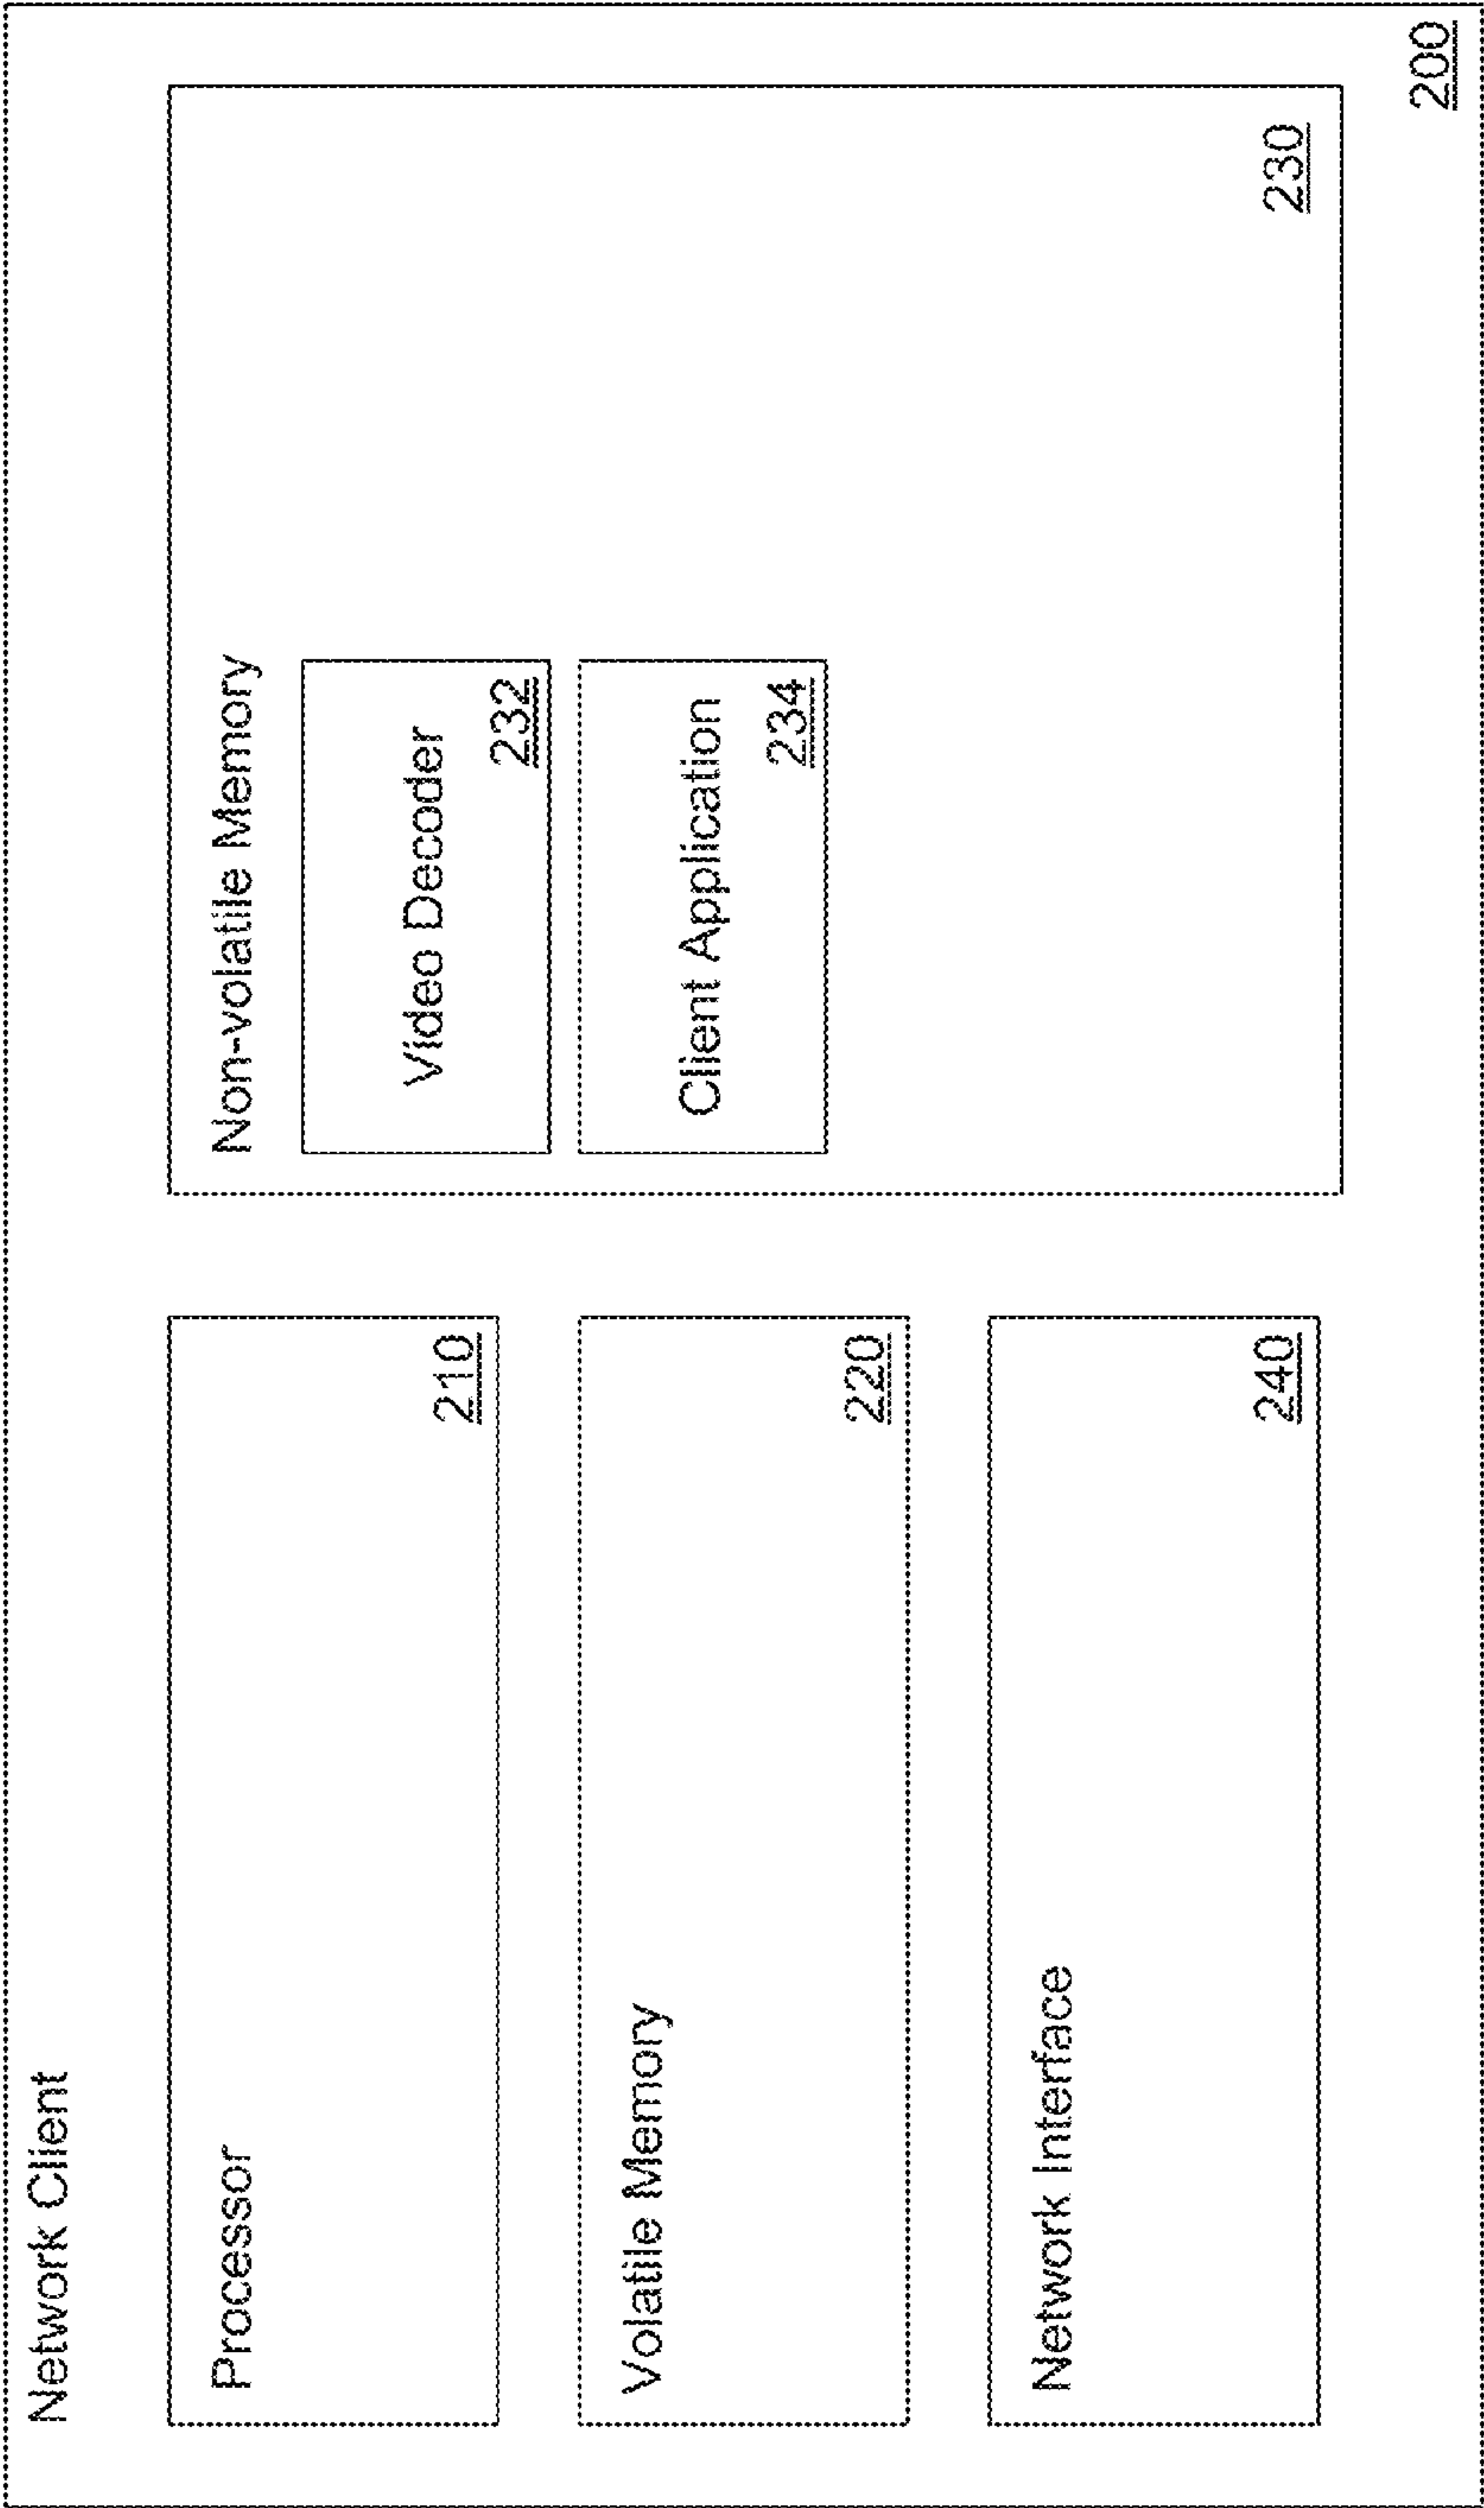 Network Client
Processor
210
Volatile Memory
220
Network Interface
240
Non-volatile Memory
Video Decoder
232
Client Application
234
230
200